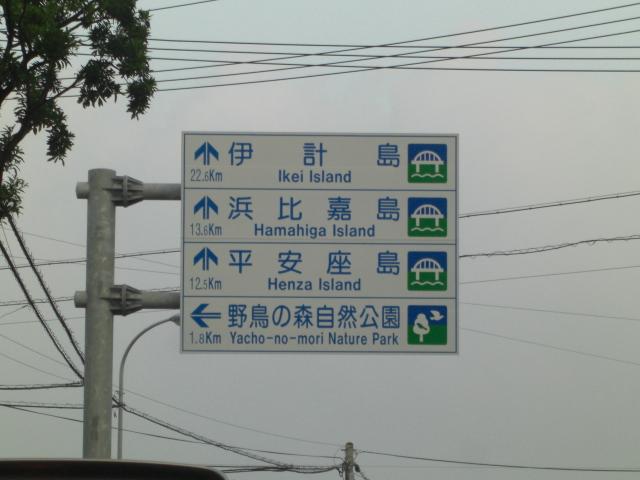 伊計島
22.6Km Ikei Island
浜比嘉島
13.6Km Hamahiga Island
平安座島
12.5Km Henza Island
野鳥の森自然公園
1.8Km Yacho-no-mori Nature Park